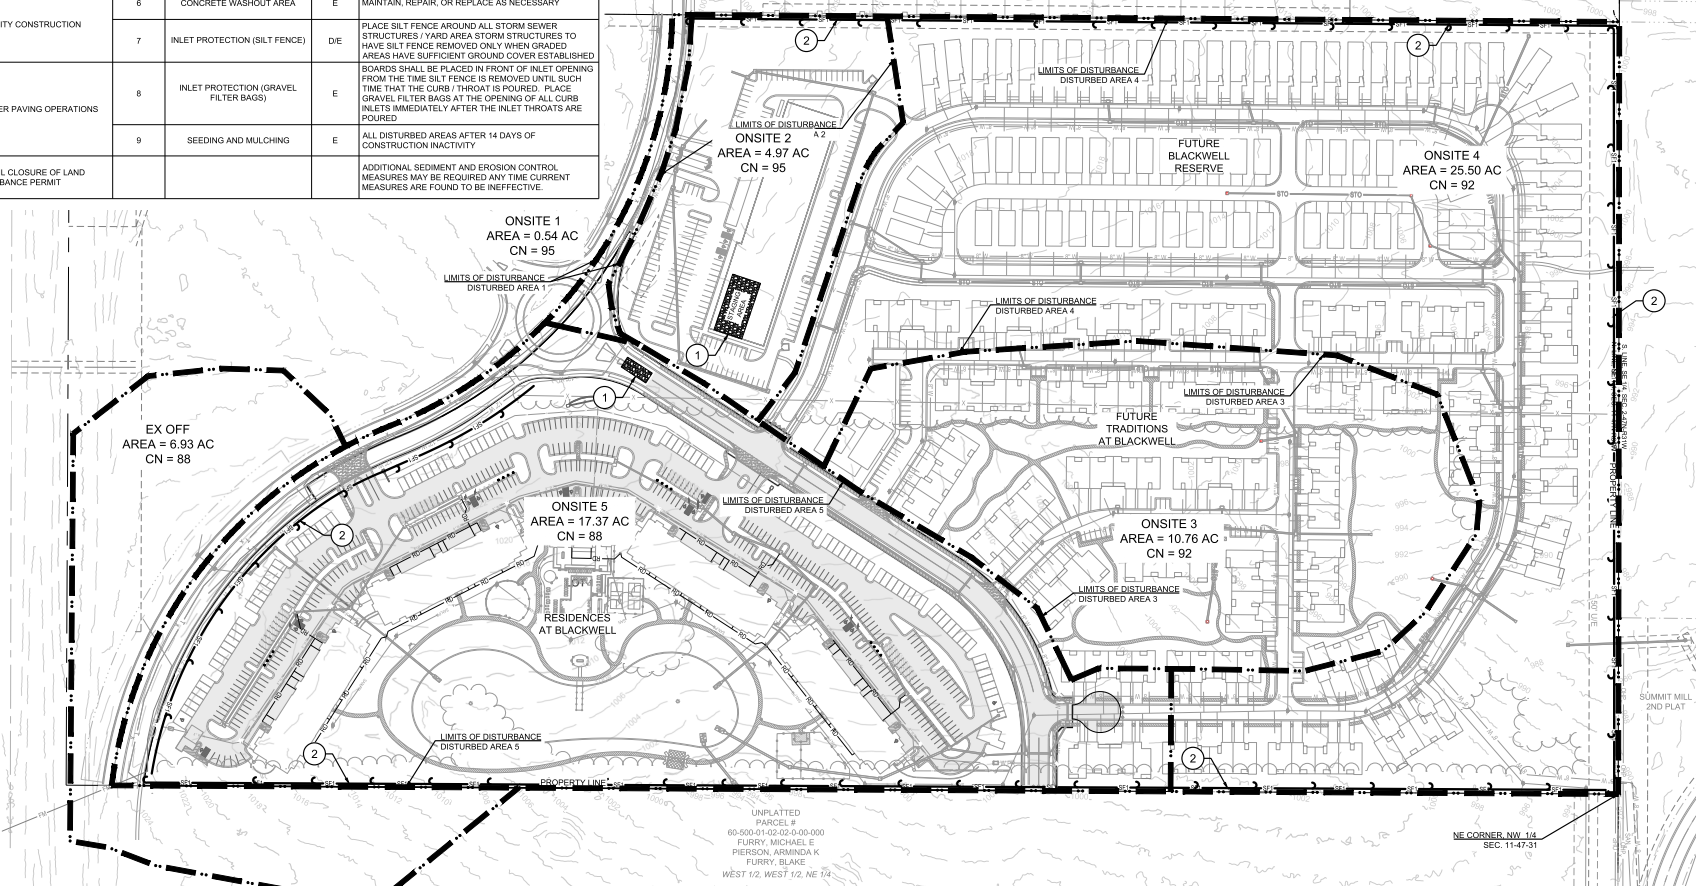 6 CONCRETE WASHOUT AREA E MAINTAIN, REPAIR, OR REPLACE AS NECESSARY
ITY CONSTRUCTION
7 INLET PROTECTION (SILT FENCE) D/E
PLACE SILT FENCE AROUND ALL STORM SEWER
STRUCTURES / YARD AREA STORM STRUCTURES TO
HAVE SILT FENCE REMOVED ONLY WHEN GRADED
AREAS HAVE SUFFICIENT GROUND COVER ESTABLISHED
ER PAVING OPERATIONS
8 INLET PROTECTION (GRAVEL
FILTER BAGS)
E
BOARDS SHALL BE PLACED IN FRONT OF INLET OPENING
FROM THE TIME SILT FENCE IS REMOVED UNTIL SUCH
TIME THAT THE CURB / THROAT IS POURED. PLACE
GRAVEL FILTER BAGS AT THE OPENING OF ALL CURB
INLETS IMMEDIATELY AFTER THE INLET THROATS ARE
POURED
9 SEEDING AND MULCHING E
ALL DISTURBED AREAS AFTER 14 DAYS OF
CONSTRUCTION INACTIVITY
L CLOSURE OF LAND
BANCE PERMIT
ADDITIONAL SEDIMENT AND EROSION CONTROL
MEASURES MAY BE REQUIRED ANY TIME CURRENT
MEASURES ARE FOUND TO BE INEFFECTIVE.
2
2
LIMITS OF DISTURBANCE
DISTURBED AREA 4
LIMITS OF DISTURBANCE
A 2
ONSITE 2
AREA = 4.97 AC
CN = 95
FUTURE
BLACKWELL
RESERVE
ONSITE 4
AREA = 25.50 AC
CN = 92
STO
STO
ONSITE 1
AREA = 0.54 AC
CN = 95
LIMITS OF DISTURBANCE
DISTURBED AREA 1
STAGING
AREA
1
1
LIMITS OF DISTURBANCE
DISTURBED AREA 4
2
LIMITS OF DISTURBANCE
DISTURBED AREA 3
EX OFF
AREA = 6.93 AC
CN = 88
FUTURE
TRADITIONS
AT BLACKWELL
PROPERTY LINE
LIMITS OF DISTURBANCE
DISTURBED AREA 5
ONSITE 5
AREA = 17.37 AC
CN = 88
2
1020
ONSITE 3
AREA = 10.76 AC
CN = 92
LOT 1
LIMITS OF DISTURBANCE
DISTURBED AREA 3
50' U/E
RESIDENCES
AT BLACKWELL
SUMMIT MILL
2ND PLAT
2
LIMITS OF DISTURBANCE
DISTURBED AREA 5
2
PROPERTY LINE
UNPLATTED
PARCEL #
60-500-01-02-02-0-00-000
FURRY, MICHAEL E
PIERSON, ARMINDA K
FURRY, BLAKE
WEST 1/2, WEST 1/2, NE 1/4
NE CORNER, NW 1/4
SEC. 11-47-31